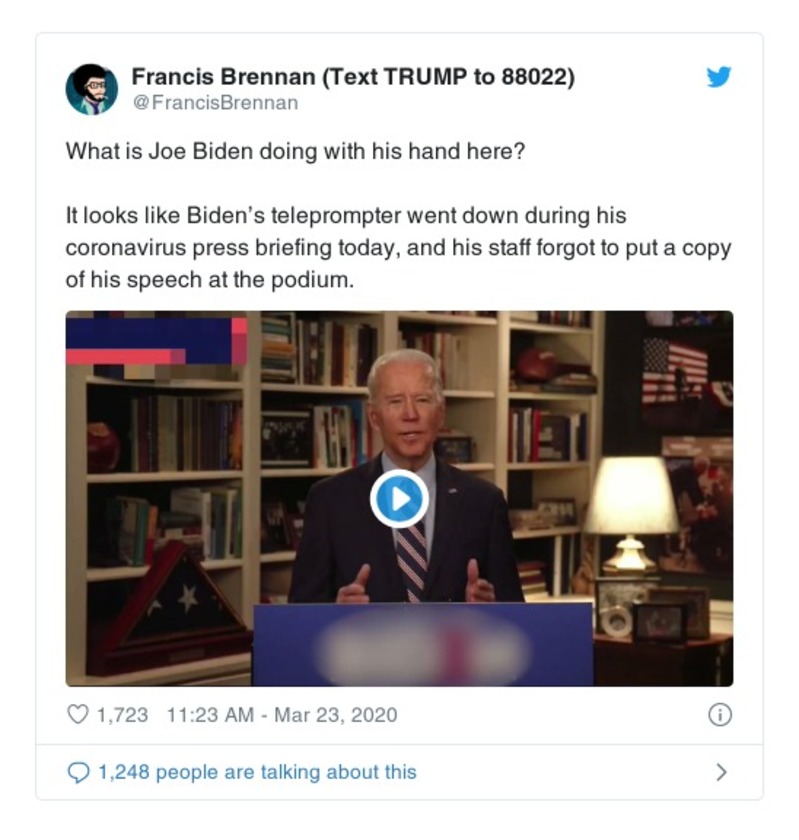 Francis Brennan (Text TRUMP to 88022)
@FrancisBrennan
What is Joe Biden doing with his hand here?
It looks like Biden's teleprompter went down during his
coronavirus press briefing today, and his staff forgot to put a copy
of his speech at the podium.
1,723 11:23 AM - Mar 23, 2020
1,248 people are talking about this